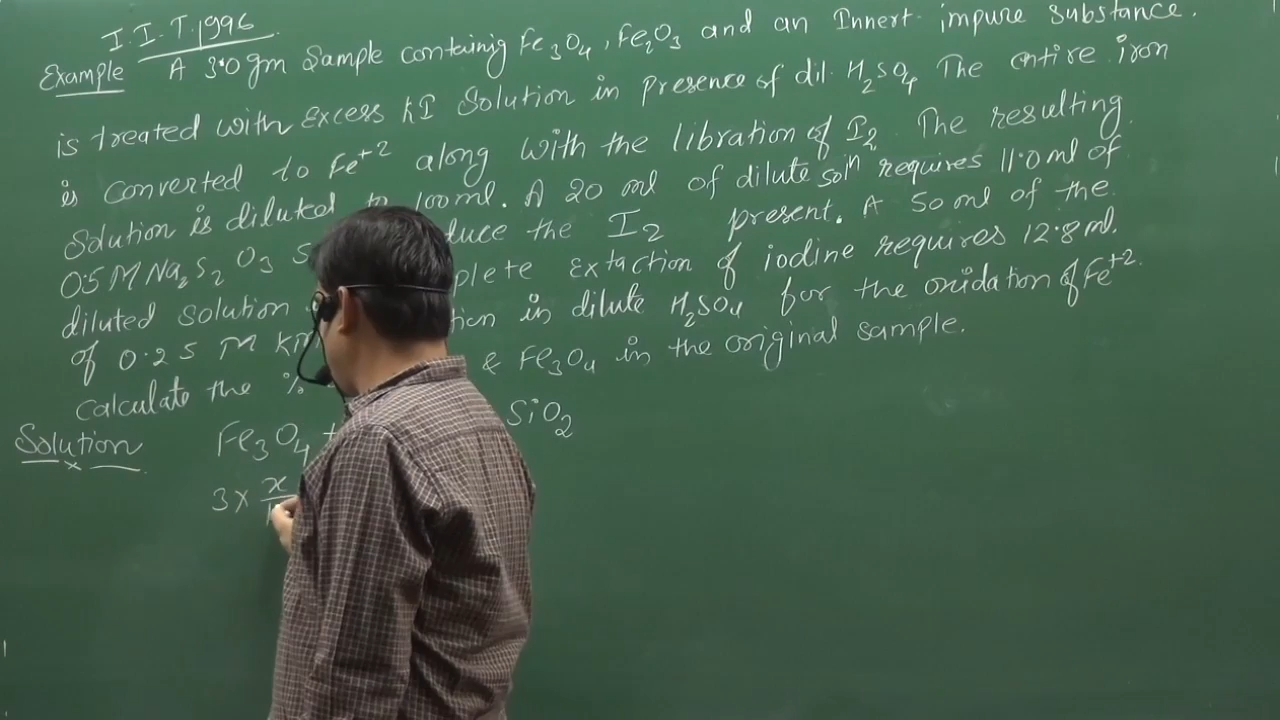 I.I.T. 1996
Example A 3.0 gm Sample containig Fe3O4, Fe2O3 and an Innert impure substance.
is treated with Excess KI Solution in presence of dil. H2SO4 The entire iron
is converted to Fe+2 along with the libration of I2. The resulting
Solution is diluted to 100 ml. A 20 ml of dilute soln requires 11.0 ml of
0.5 M Na2S2O3 S duce the I2 present. A 50 ml of the
diluted solution plete extaction of iodine requires 12.8 ml.
of 0.25 M tion in dilute H2SO4 for the oxidation of Fe+2.
Calculate the % & Fe3O4 in the original sample.
Solution Fe3O4 + SiO2
3 × x